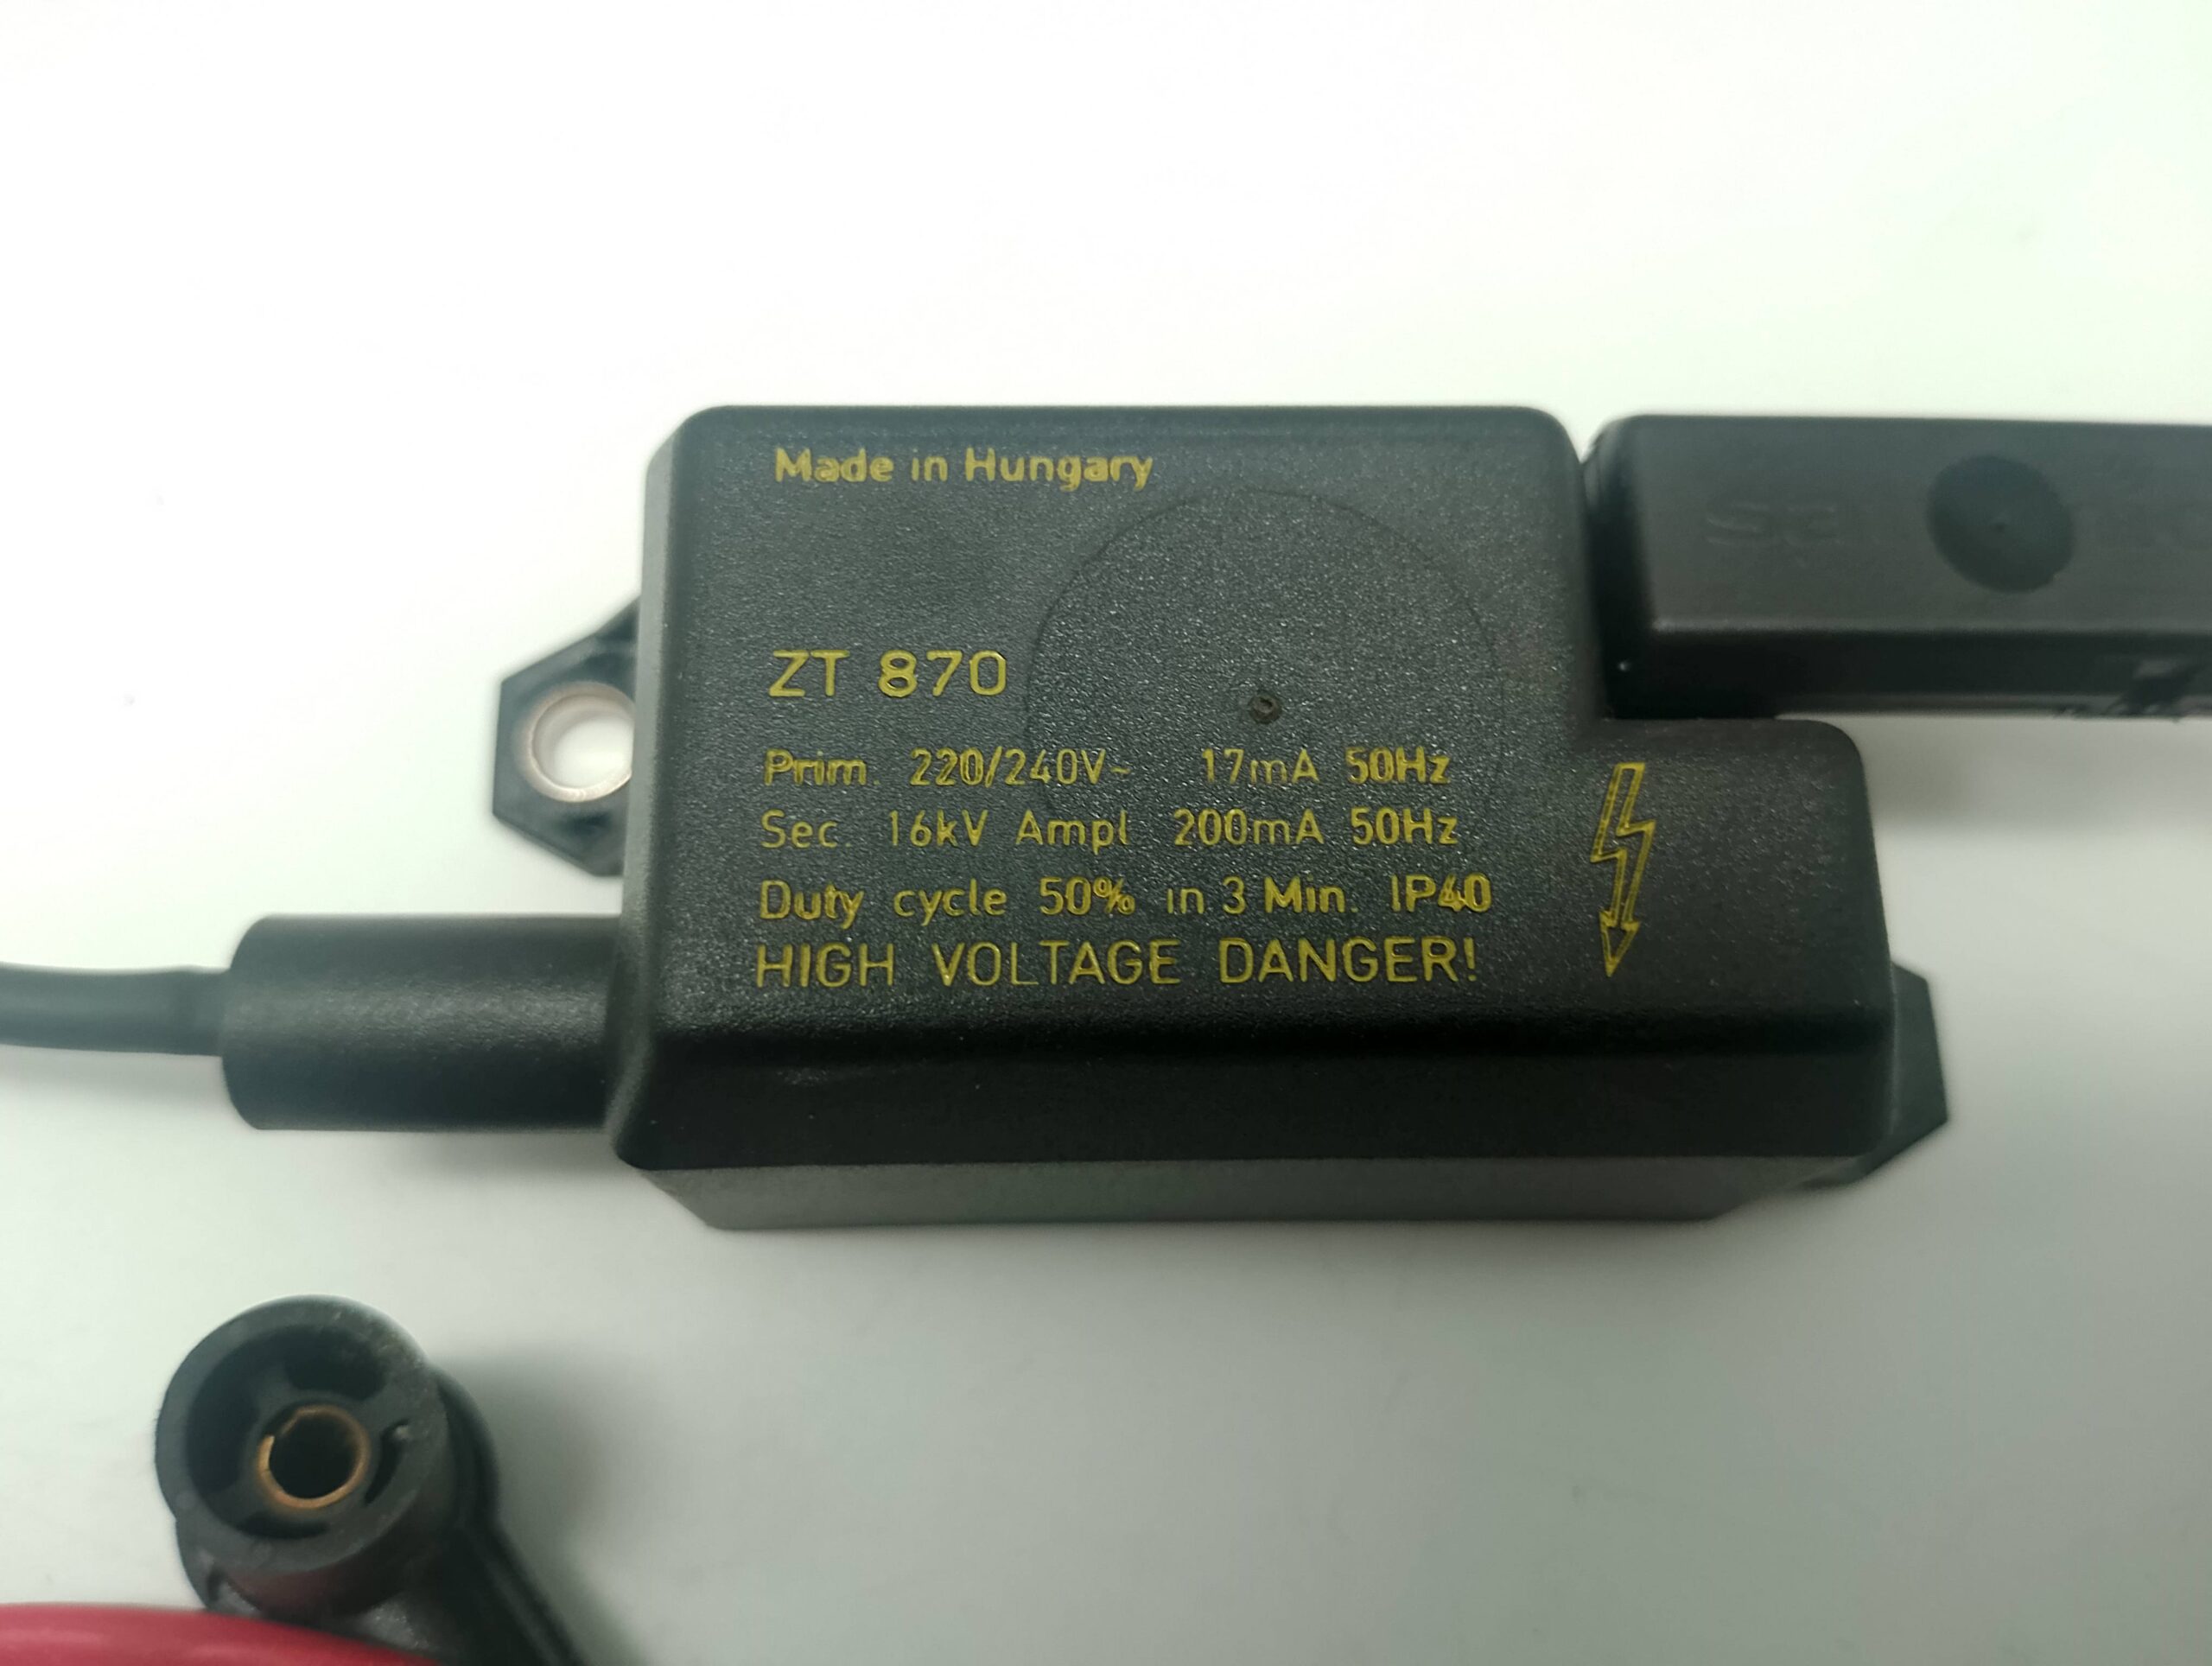 Made in Hungary
ZT 870
Prim. 220/240V~ 17mA 50Hz
Sec. 16kV Ampl 200mA 50Hz
Duty cycle 50% in 3 Min. IP40
HIGH VOLTAGE DANGER!